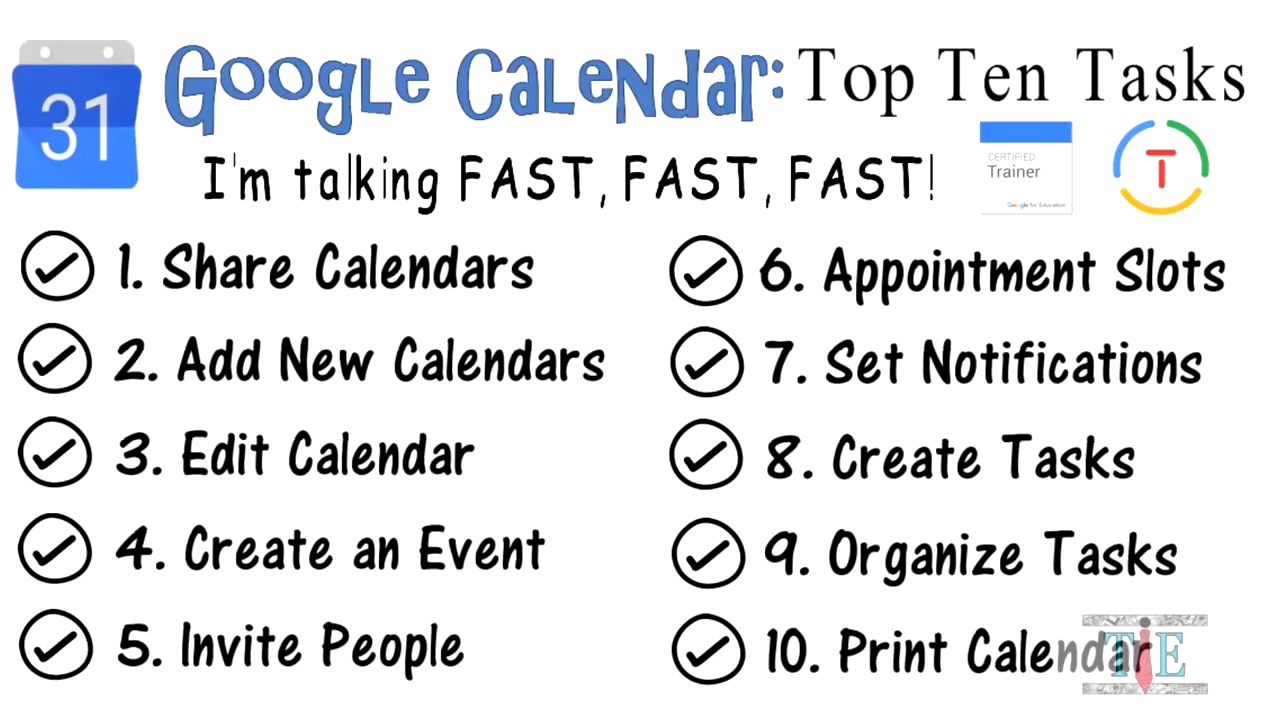 31
Google Calendar: Top Ten Tasks
I'm talking FAST, FAST, FAST!
CERTIFIED
Trainer
Google for Education
T
1. Share Calendars
2. Add New Calendars
3. Edit Calendar
4. Create an Event
5. Invite People
6. Appointment Slots
7. Set Notifications
8. Create Tasks
9. Organize Tasks
10. Print Calendar
TiE